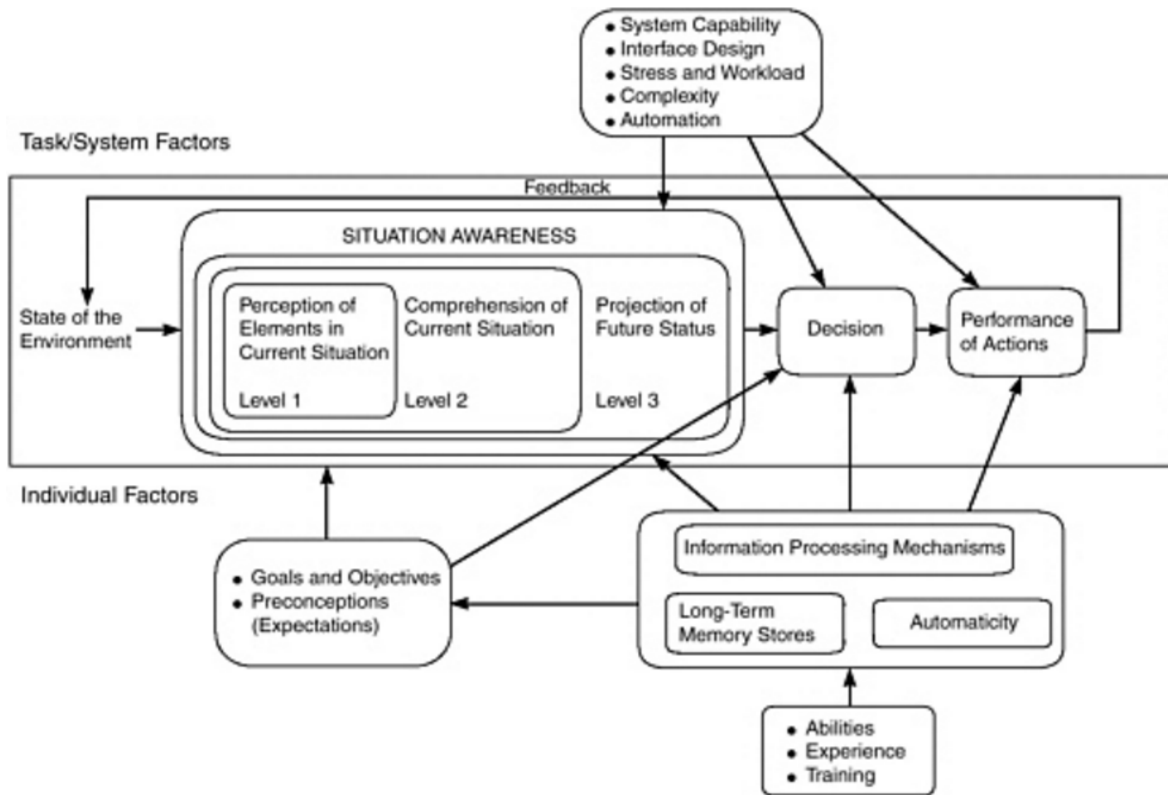 ● System Capability
● Interface Design
● Stress and Workload
● Complexity
● Automation
Task/System Factors
Feedback
SITUATION AWARENESS
State of the
Environment
Perception of
Elements in
Current Situation
Level 1
Comprehension of
Current Situation
Level 2
Projection of
Future Status
Level 3
Decision
Performance
of Actions
Individual Factors
● Goals and Objectives
● Preconceptions
(Expectations)
Information Processing Mechanisms
Long-Term
Memory Stores
Automaticity
● Abilities
● Experience
● Training